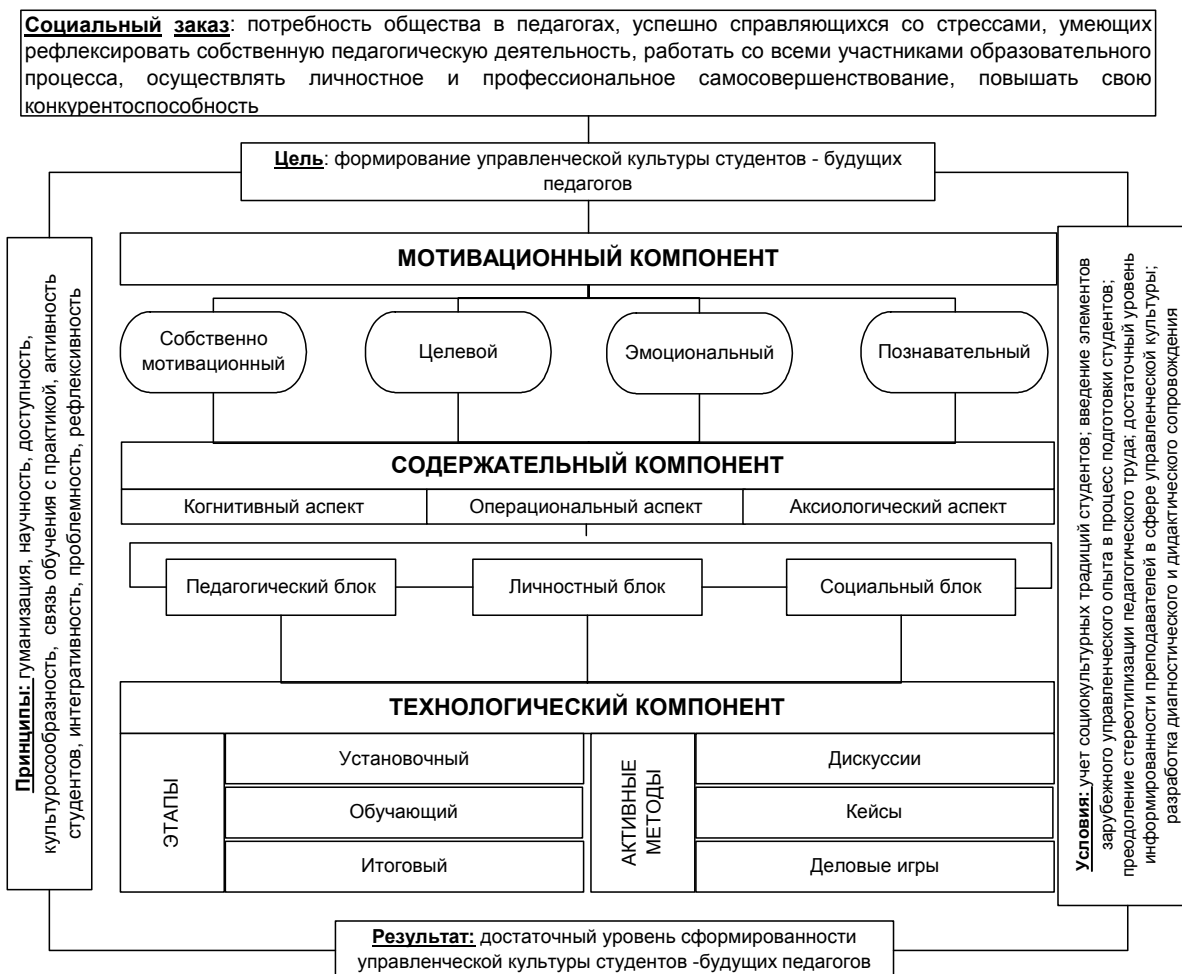 Социальный заказ: потребность общества в педагогах, успешно справляющихся со стрессами, умеющих
рефлексировать собственную педагогическую деятельность, работать со всеми участниками образовательного
процесса, осуществлять личностное и профессиональное самосовершенствование, повышать свою
конкурентоспособность
Цель: формирование управленческой культуры студентов - будущих
педагогов
Принципы: гуманизация, научность, доступность,
культуросообразность, связь обучения с практикой, активность
студентов, интегративность, проблемность, рефлексивность
МОТИВАЦИОННЫЙ КОМПОНЕНТ
Собственно
мотивационный
Целевой
Эмоциональный
Познавательный
СОДЕРЖАТЕЛЬНЫЙ КОМПОНЕНТ
Когнитивный аспект
Операциональный аспект
Аксиологический аспект
Педагогический блок
Личностный блок
Социальный блок
ТЕХНОЛОГИЧЕСКИЙ КОМПОНЕНТ
ЭТАПЫ
Установочный
Обучающий
Итоговый
АКТИВНЫЕ
МЕТОДЫ
Дискуссии
Кейсы
Деловые игры
Условия: учет социокультурных традиций студентов; введение элементов
зарубежного управленческого опыта в процесс подготовки студентов;
преодоление стереотипизации педагогического труда; достаточный уровень
информированности преподавателей в сфере управленческой культуры;
разработка диагностического и дидактического сопровождения
Результат: достаточный уровень сформированности
управленческой культуры студентов -будущих педагогов